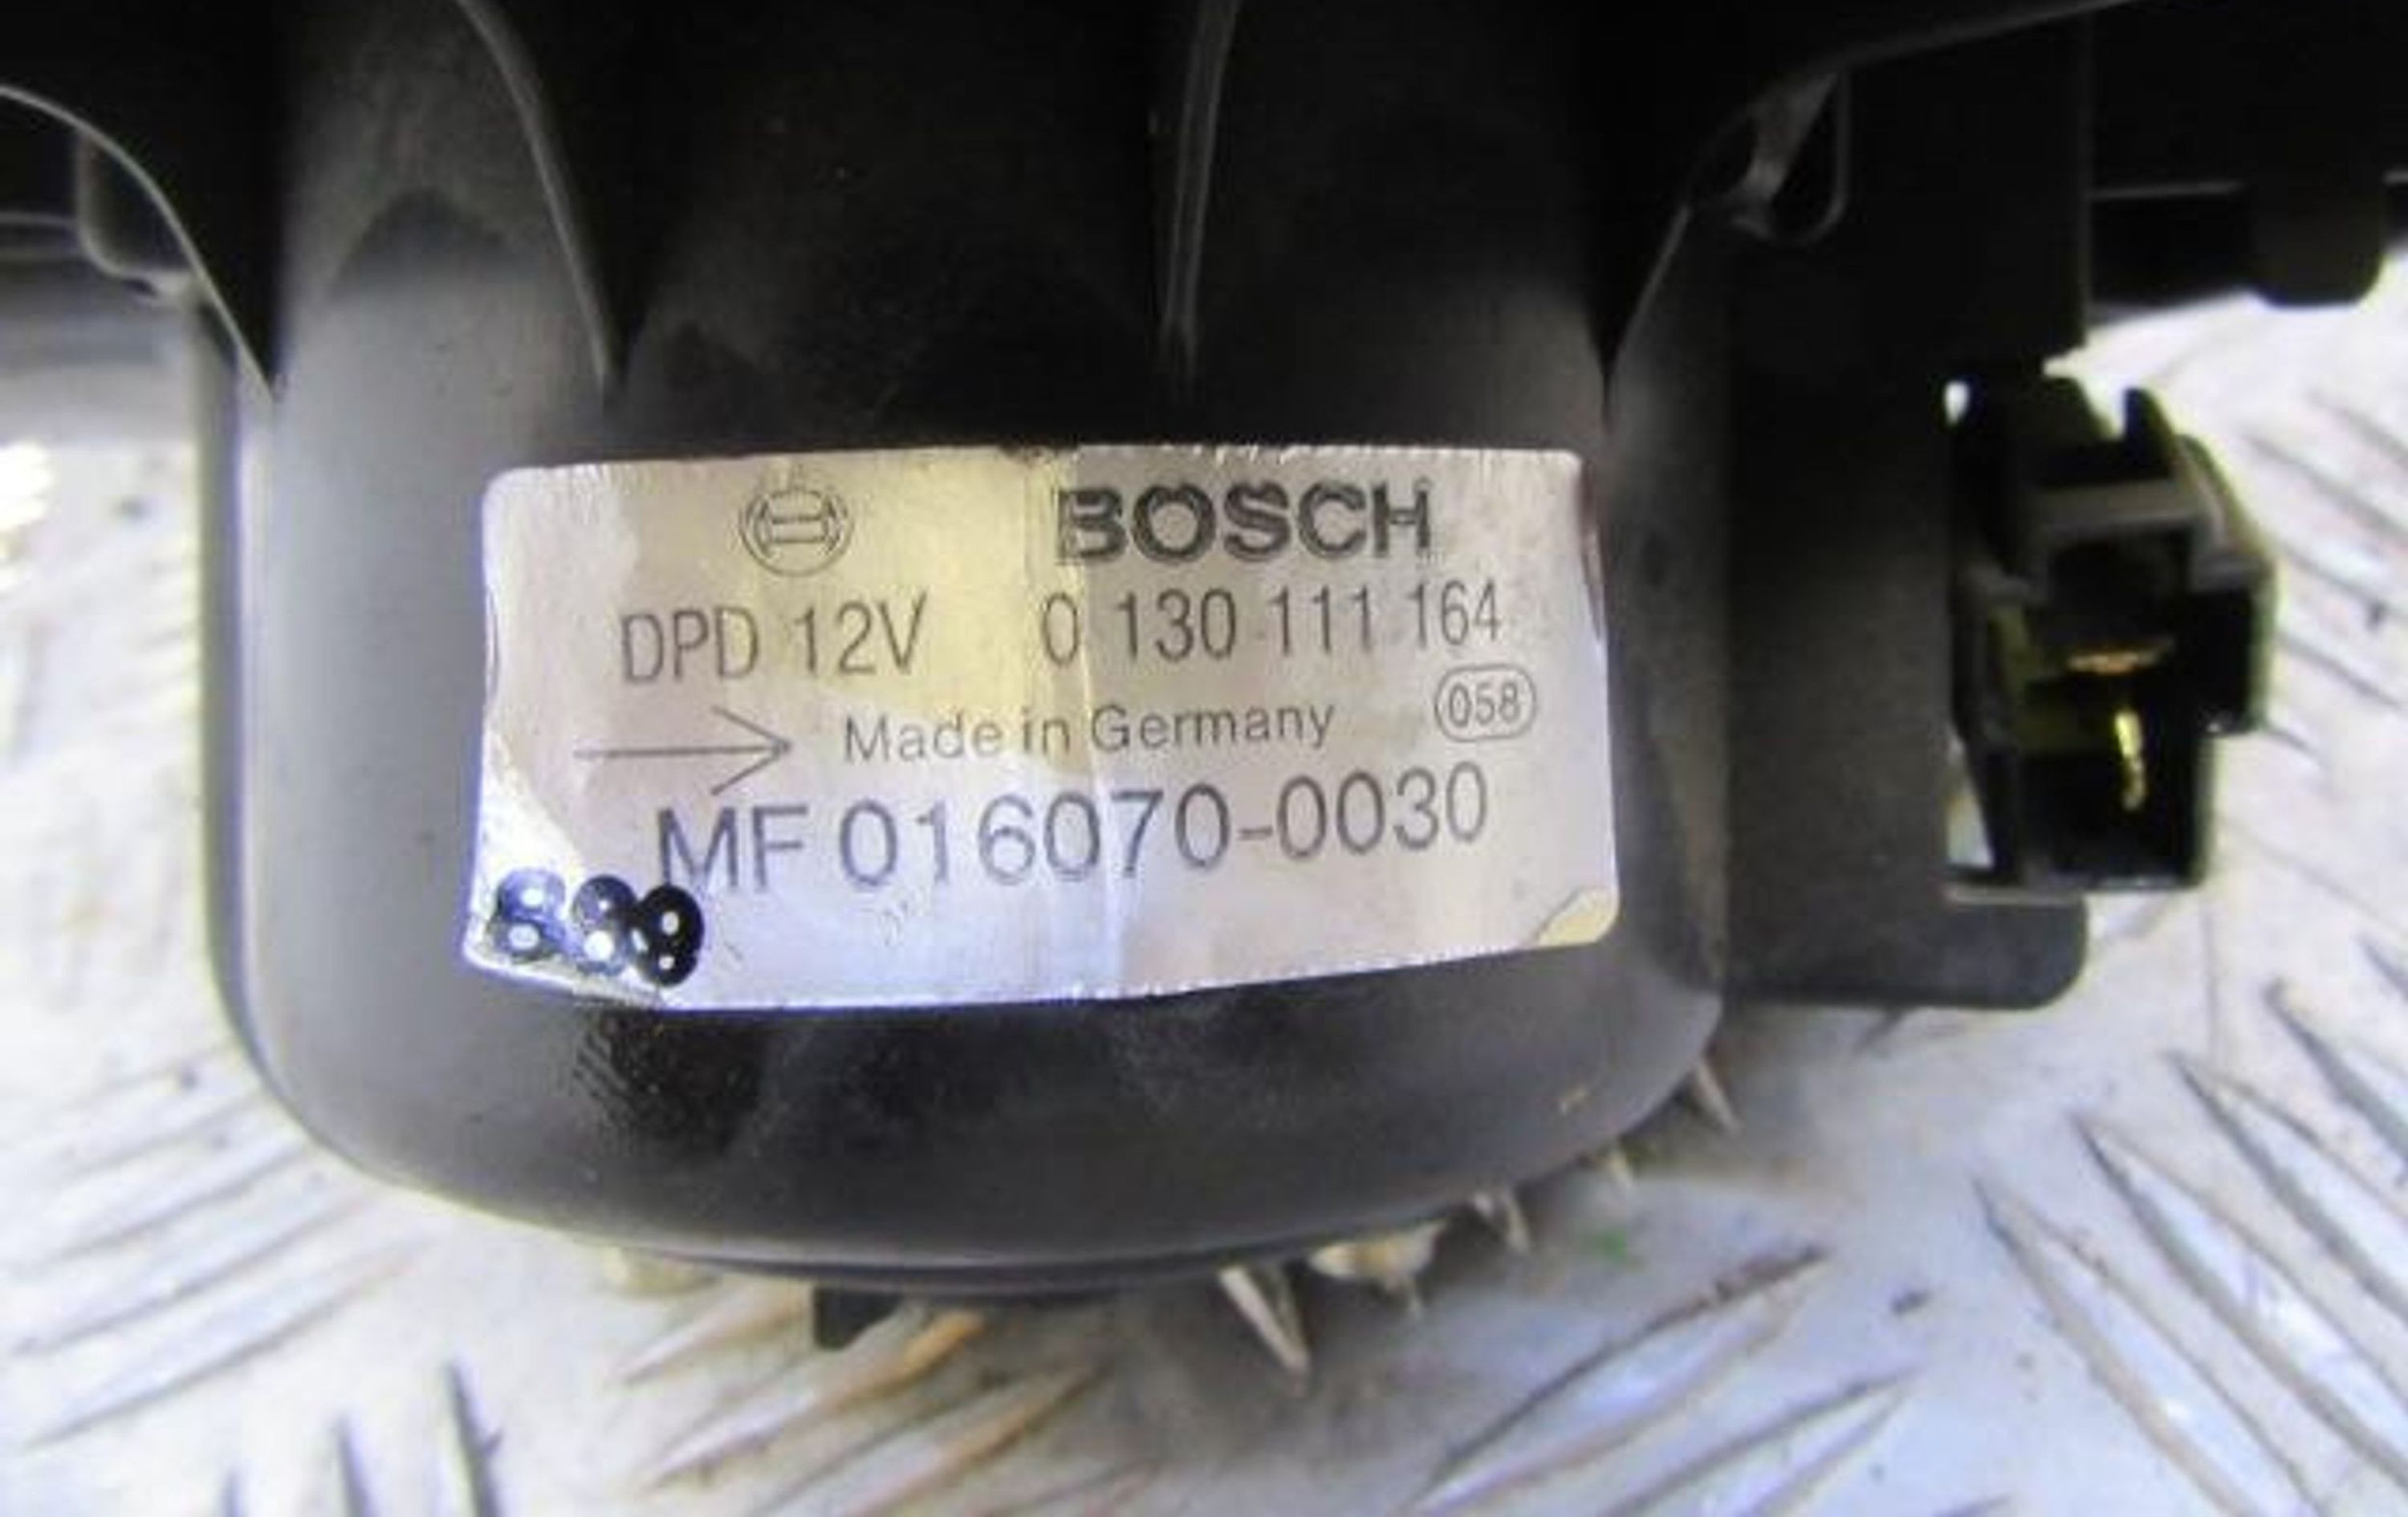 BOSCH
DPD 12V 0 130 111 164
Made in Germany 058
MF 016070-0030